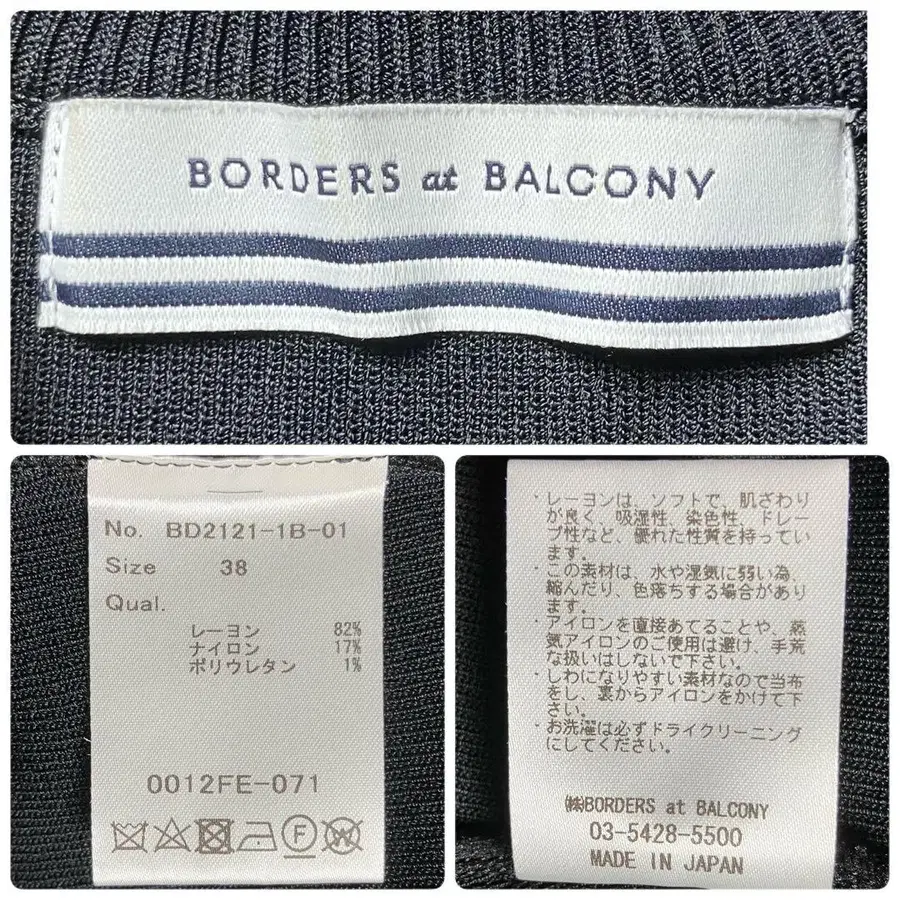 BORDERS at BALCONY
No. BD2121-1B-01
Size 38
Qual.
レーヨン 82%
ナイロン 17%
ポリウレタン 1%
0012FE-071
・レーヨンは、ソフトで、肌ざわり
が良く、吸湿性、染色性、ドレー
プ性など、優れた性質を持ってい
ます。
・この素材は、水や湿気に弱い為、
縮んだり、色落ちする場合があり
ます。
・アイロンを直接あてることや、蒸
気アイロンのご使用は避け、手荒
な扱いはしないで下さい。
・しわになりやすい素材なので当布
をし、裏からアイロンをかけて下
さい。
・お洗濯は必ずドライクリーニング
にしてください。
㈱BORDERS at BALCONY
03-5428-5500
MADE IN JAPAN